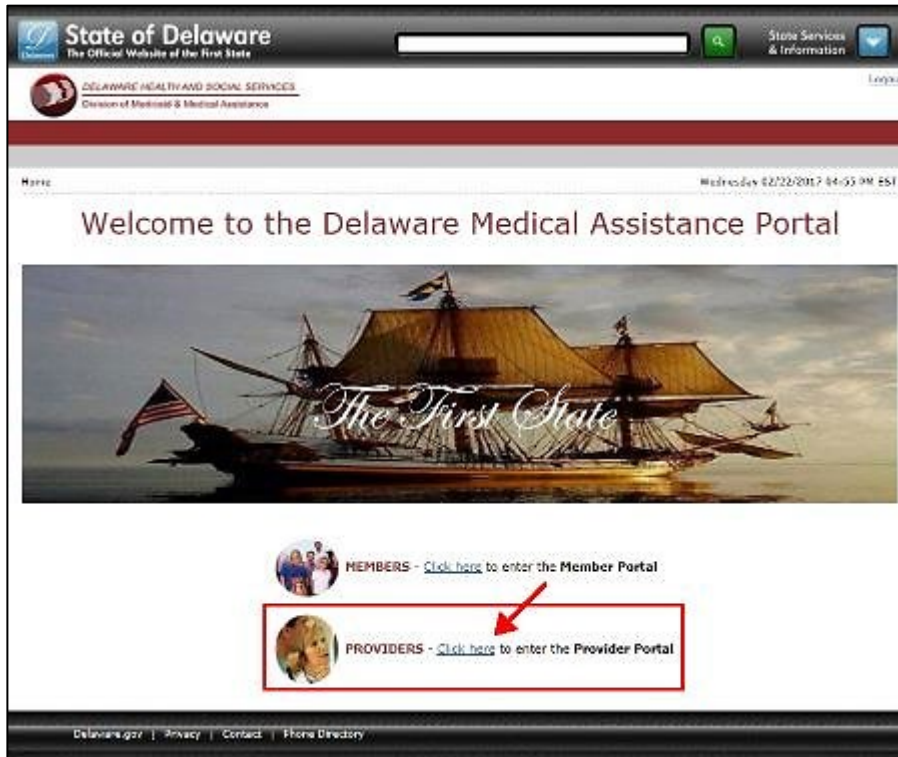 State of Delaware
The Official Website of the First State
State Services
& Information
Delaware
DELAWARE HEALTH AND SOCIAL SERVICES
Division of Medicaid & Medical Assistance
Logout
Home
Wednesday 02/22/2017 04:55 PM EST
Welcome to the Delaware Medical Assistance Portal
The First State
MEMBERS - Click here to enter the Member Portal
PROVIDERS - Click here to enter the Provider Portal
Delaware.gov | Privacy | Contact | Phone Directory